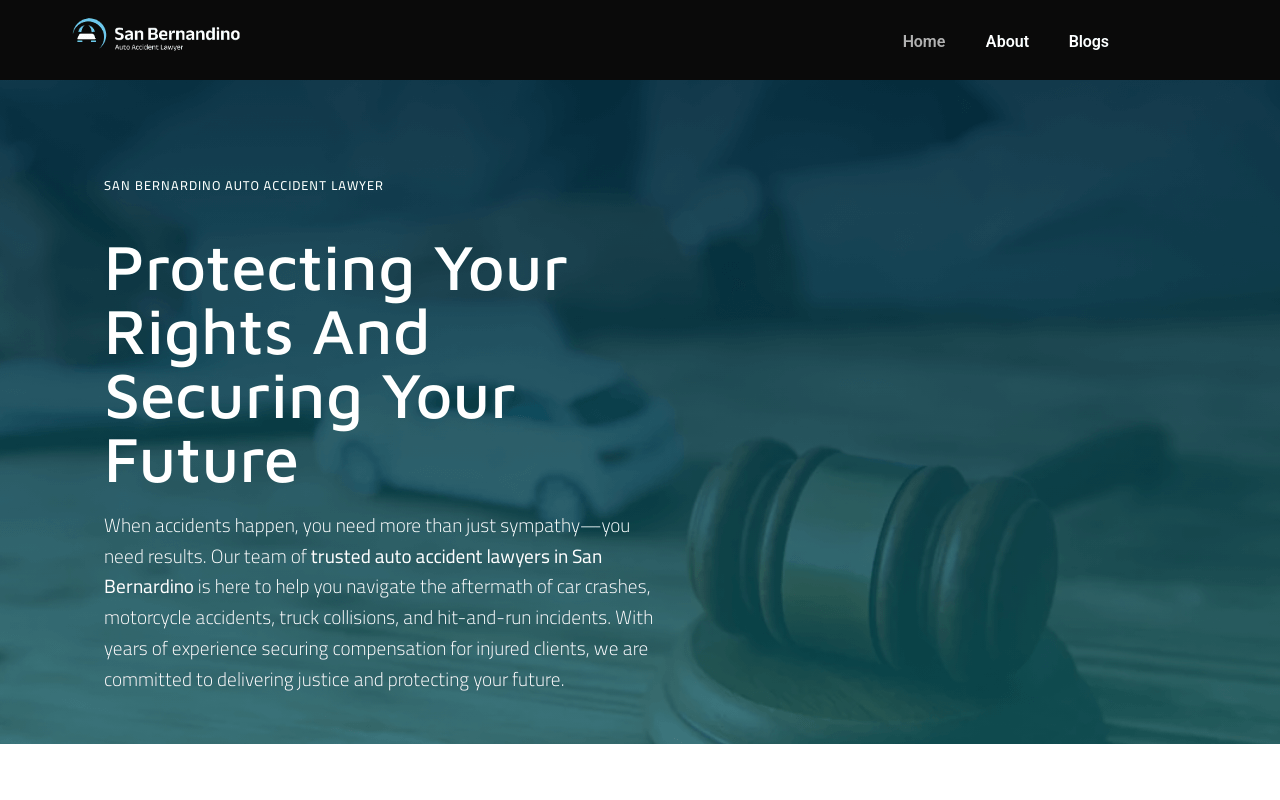 San Bernandino
Auto Accident Lawyer
Home
About
Blogs
SAN BERNARDINO AUTO ACCIDENT LAWYER
Protecting Your
Rights And
Securing Your
Future
When accidents happen, you need more than just sympathy—you
need results. Our team of trusted auto accident lawyers in San
Bernardino is here to help you navigate the aftermath of car crashes,
motorcycle accidents, truck collisions, and hit-and-run incidents. With
years of experience securing compensation for injured clients, we are
committed to delivering justice and protecting your future.